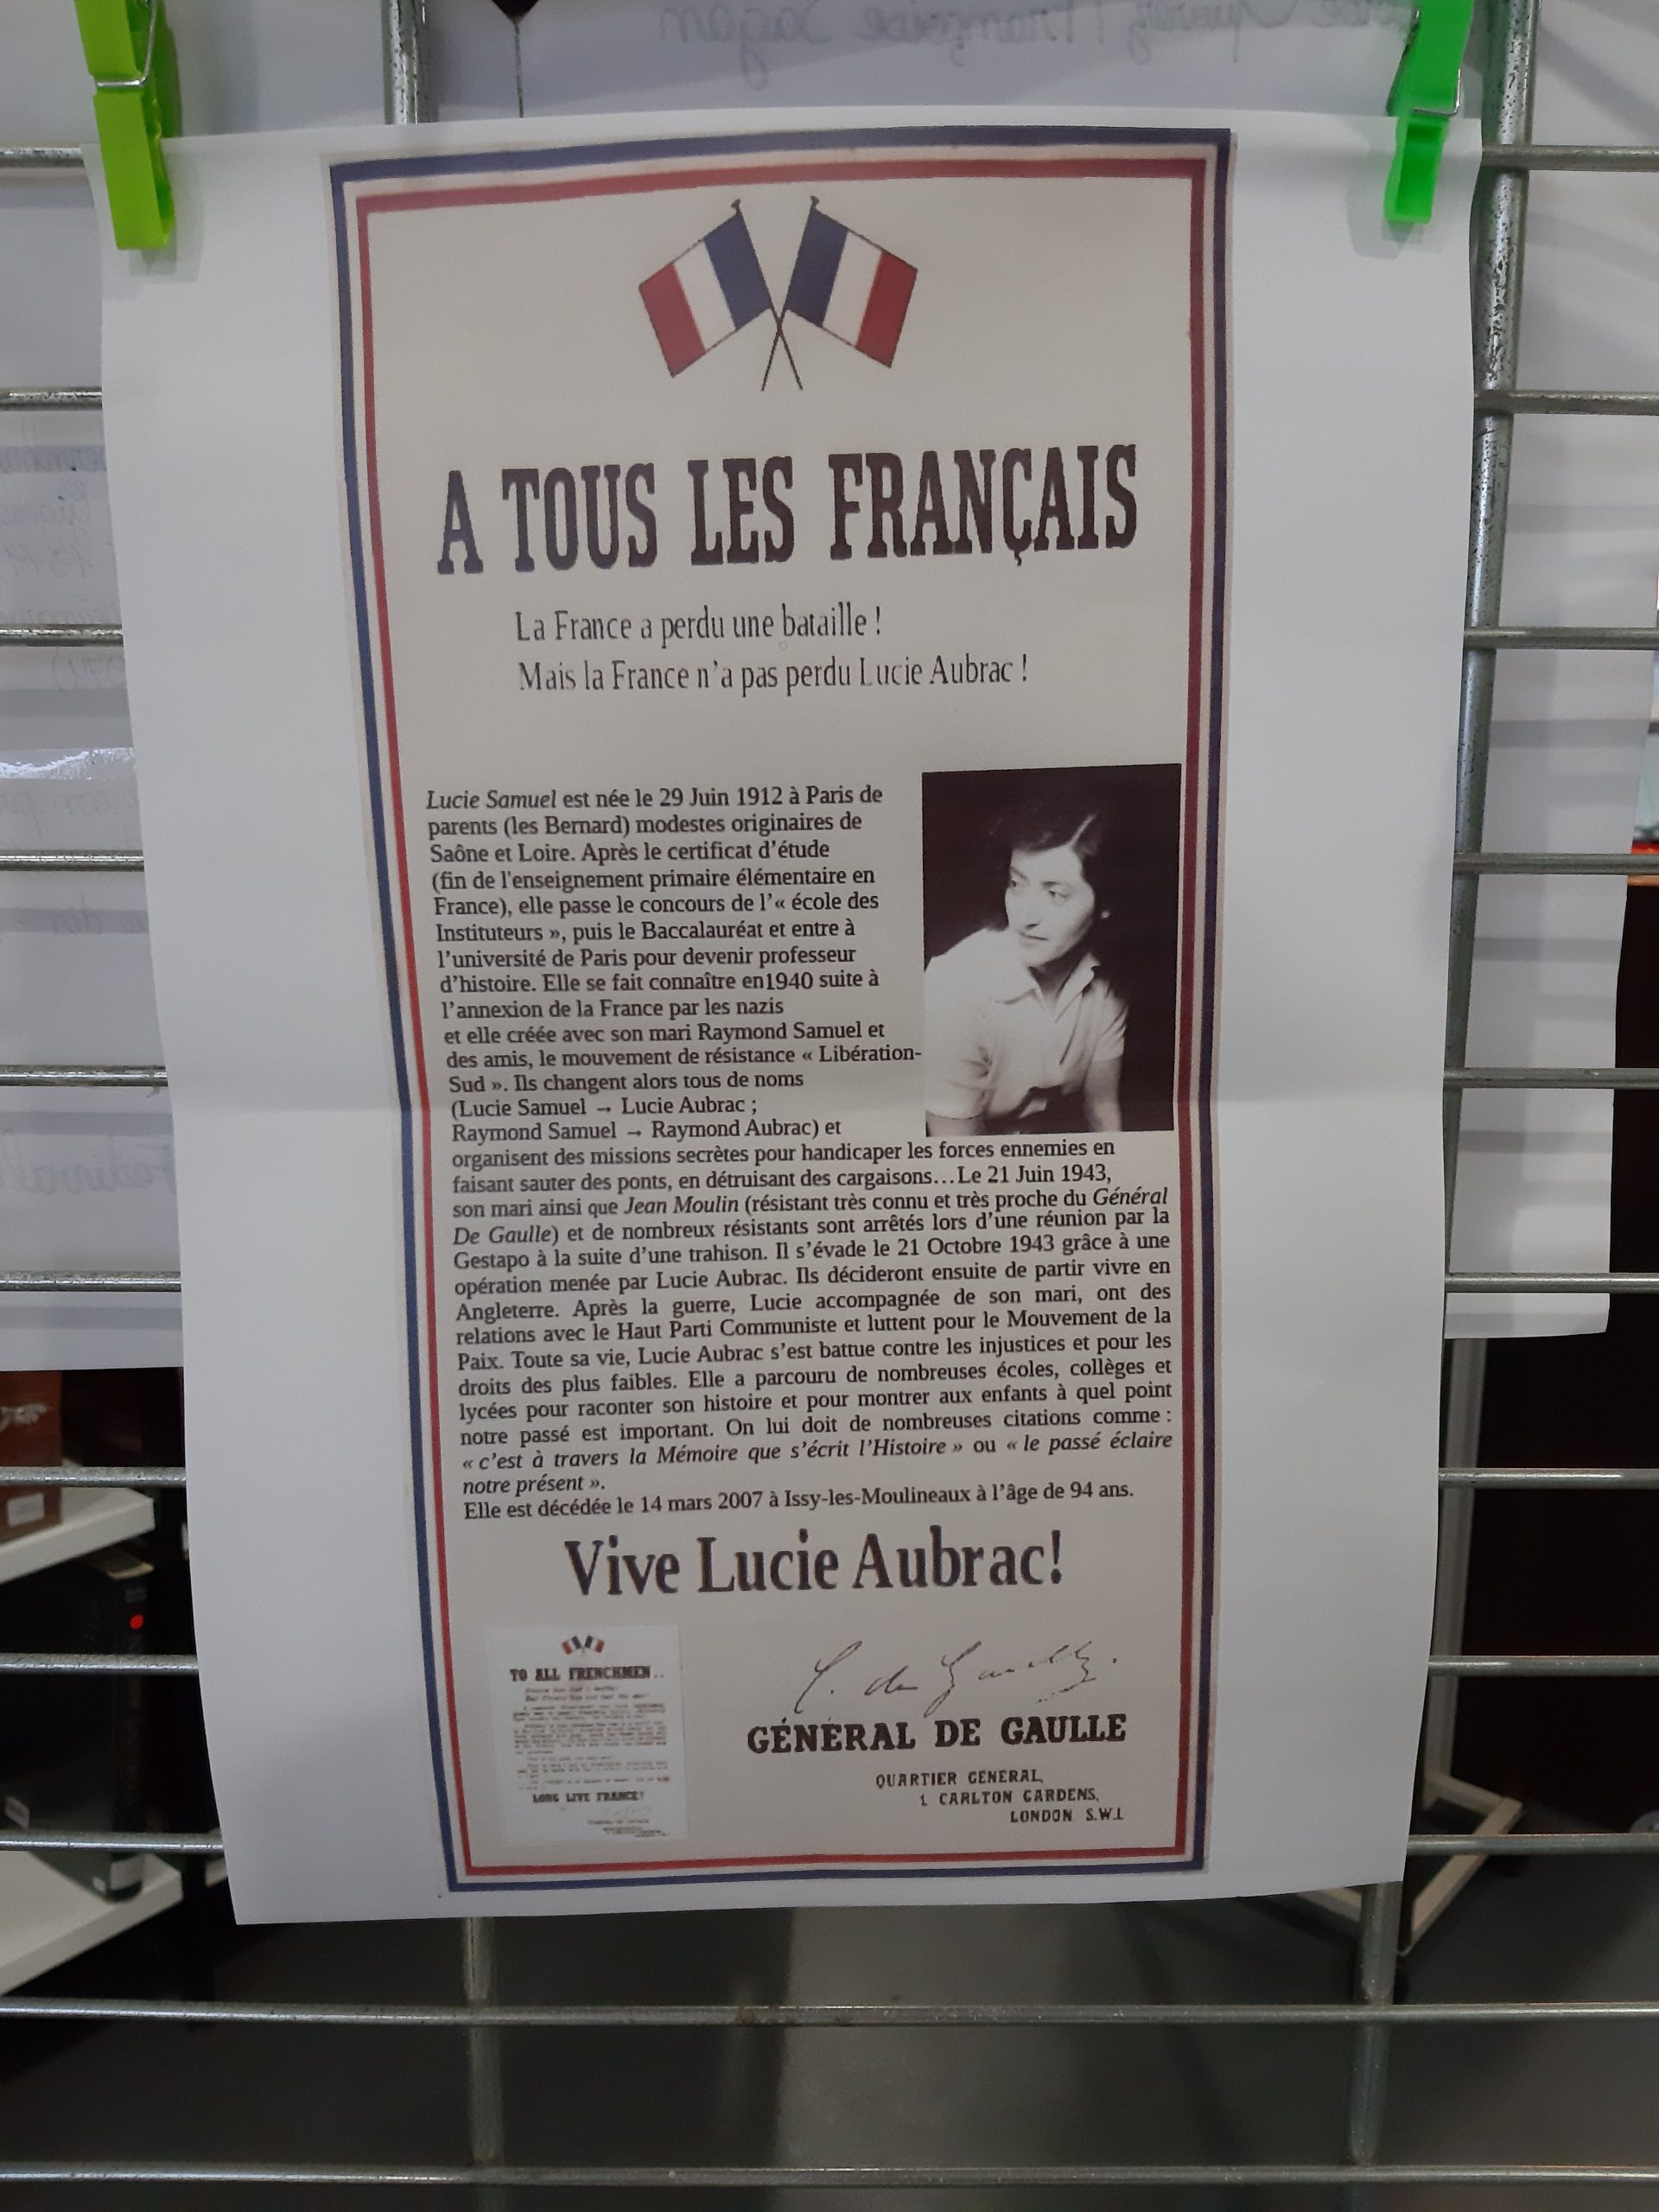 A TOUS LES FRANÇAIS
La France a perdu une bataille !
Mais la France n'a pas perdu Lucie Aubrac !
Lucie Samuel est née le 29 Juin 1912 à Paris de
parents (les Bernard) modestes originaires de
Saône et Loire. Après le certificat d'étude
(fin de l'enseignement primaire élémentaire en
France), elle passe le concours de l'« école des
Instituteurs », puis le Baccalauréat et entre à
l'université de Paris pour devenir professeur
d'histoire. Elle se fait connaître en1940 suite à
l'annexion de la France par les nazis
et elle créée avec son mari Raymond Samuel et
des amis, le mouvement de résistance « Libération-
Sud ». Ils changent alors tous de noms
(Lucie Samuel → Lucie Aubrac ;
Raymond Samuel → Raymond Aubrac) et
organisent des missions secrètes pour handicaper les forces ennemies en
faisant sauter des ponts, en détruisant des cargaisons…Le 21 Juin 1943,
son mari ainsi que Jean Moulin (résistant très connu et très proche du Général
De Gaulle) et de nombreux résistants sont arrêtés lors d'une réunion par la
Gestapo à la suite d'une trahison. Il s'évade le 21 Octobre 1943 grâce à une
opération menée par Lucie Aubrac. Ils décideront ensuite de partir vivre en
Angleterre. Après la guerre, Lucie accompagnée de son mari, ont des
relations avec le Haut Parti Communiste et luttent pour le Mouvement de la
Paix. Toute sa vie, Lucie Aubrac s'est battue contre les injustices et pour les
droits des plus faibles. Elle a parcouru de nombreuses écoles, collèges et
lycées pour raconter son histoire et pour montrer aux enfants à quel point
notre passé est important. On lui doit de nombreuses citations comme :
« c'est à travers la Mémoire que s'écrit l'Histoire » ou « le passé éclaire
notre présent ».
Elle est décédée le 14 mars 2007 à Issy-les-Moulineaux à l'âge de 94 ans.
Vive Lucie Aubrac!
TO ALL FRENCHMEN..
LONG LIVE FRANCE!
C. de Gaulle.
GÉNÉRAL DE GAULLE
QUARTIER GENERAL,
1 CARLTON GARDENS,
LONDON S.W.1.